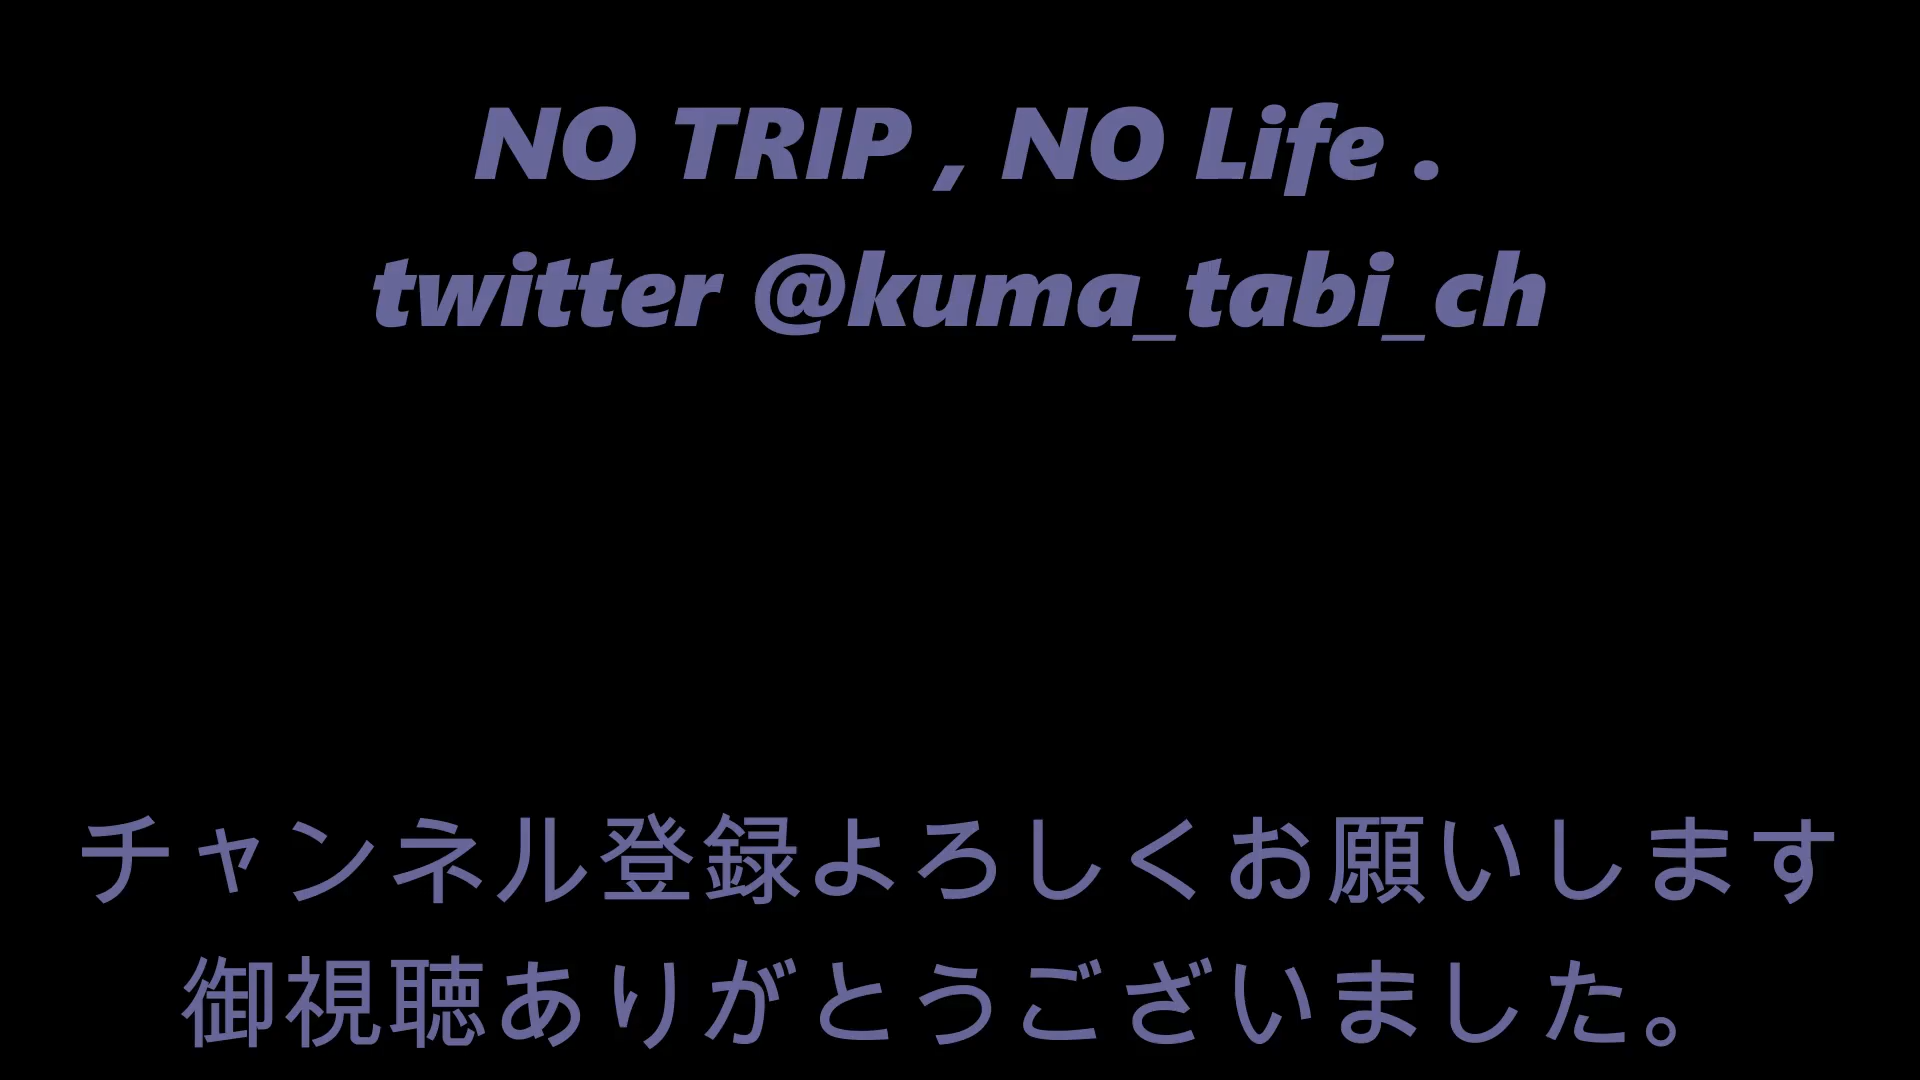 NO TRIP , NO Life .
twitter @kuma_tabi_ch
チャンネル登録よろしくお願いします
御視聴ありがとうございました。